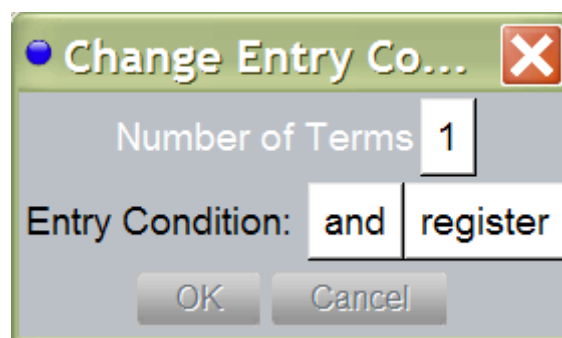 Change Entry Co...
Number of Terms 1
Entry Condition: and register
OK Cancel